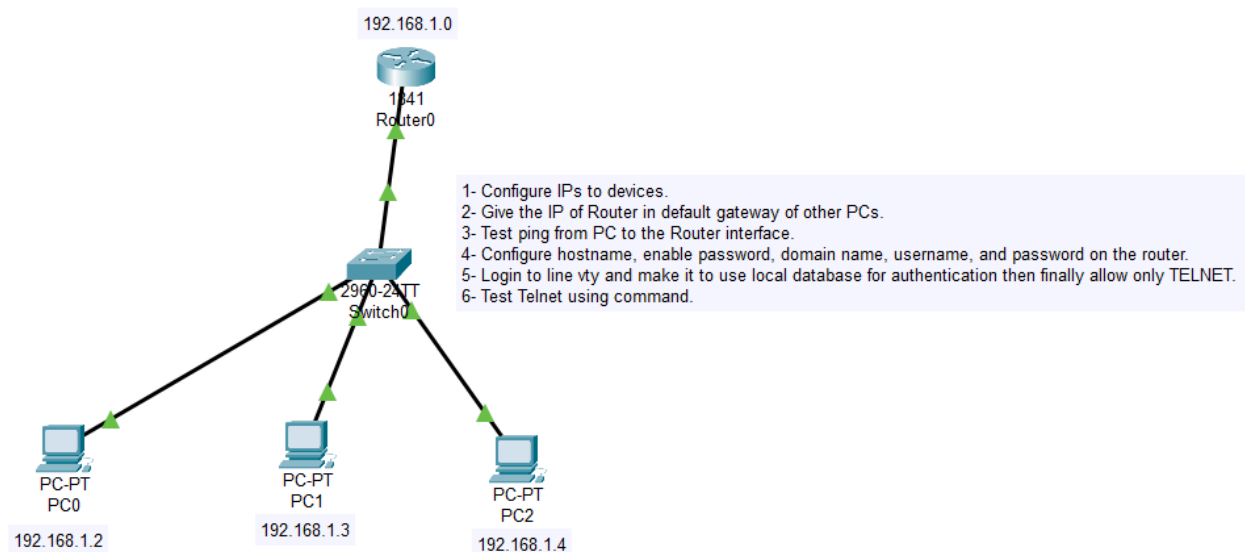 192.168.1.0
1841
Router0
1- Configure IPs to devices.
2- Give the IP of Router in default gateway of other PCs.
3- Test ping from PC to the Router interface.
4- Configure hostname, enable password, domain name, username, and password on the router.
5- Login to line vty and make it to use local database for authentication then finally allow only TELNET.
6- Test Telnet using command.
2960-24TT
Switch0
PC-PT
PC0
192.168.1.2
PC-PT
PC1
192.168.1.3
PC-PT
PC2
192.168.1.4